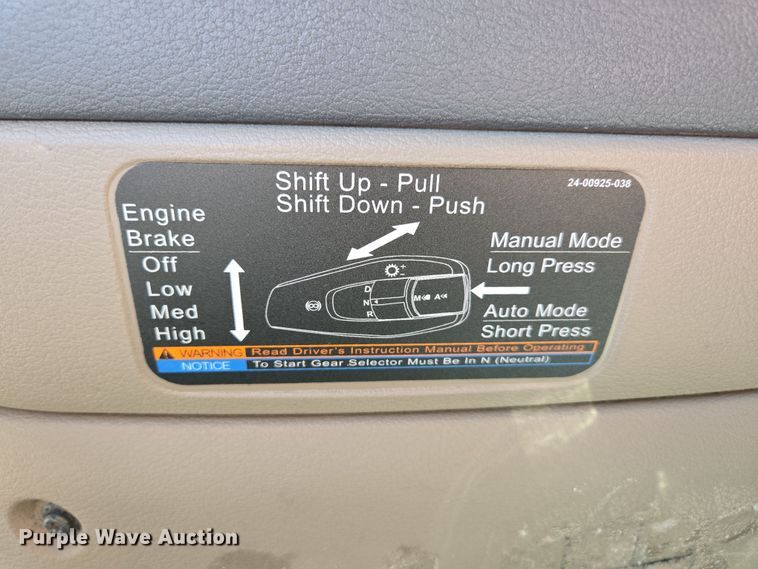 Shift Up - Pull
Shift Down - Push
24-00925-038
Engine
Brake
Off
Low
Med
High
D
N
R
+
-
M
A
Manual Mode
Long Press
Auto Mode
Short Press
WARNING Read Driver's Instruction Manual Before Operating
NOTICE To Start Gear Selector Must Be In N (Neutral)
Purple Wave Auction